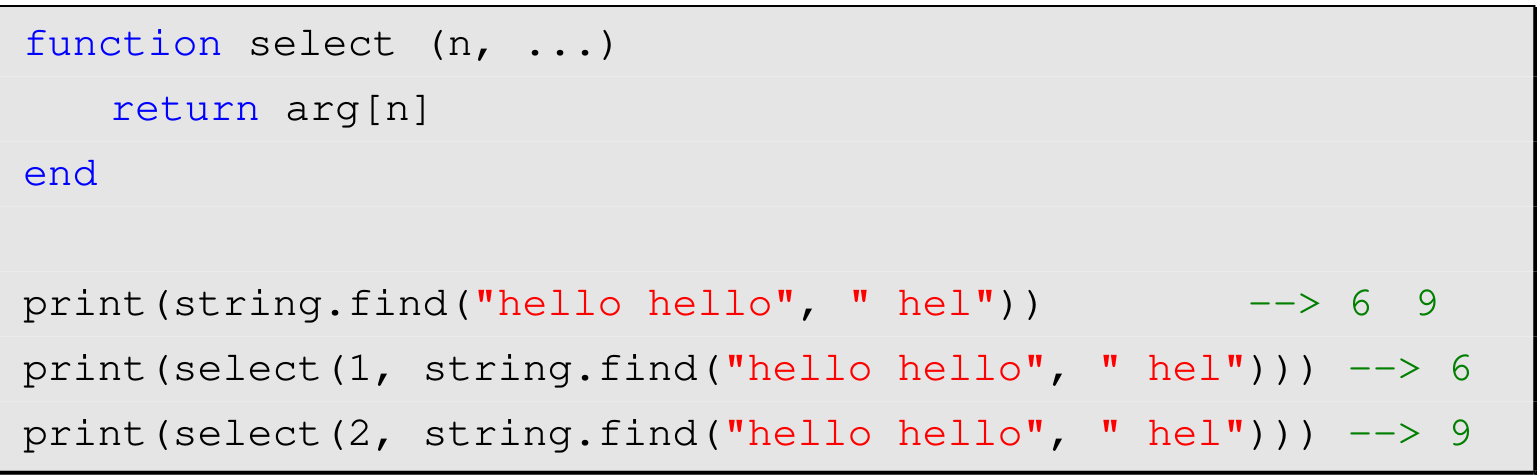 function select (n, ...)
    return arg[n]
end
print(string.find("hello hello", " hel"))         --> 6  9
print(select(1, string.find("hello hello", " hel"))) --> 6
print(select(2, string.find("hello hello", " hel"))) --> 9